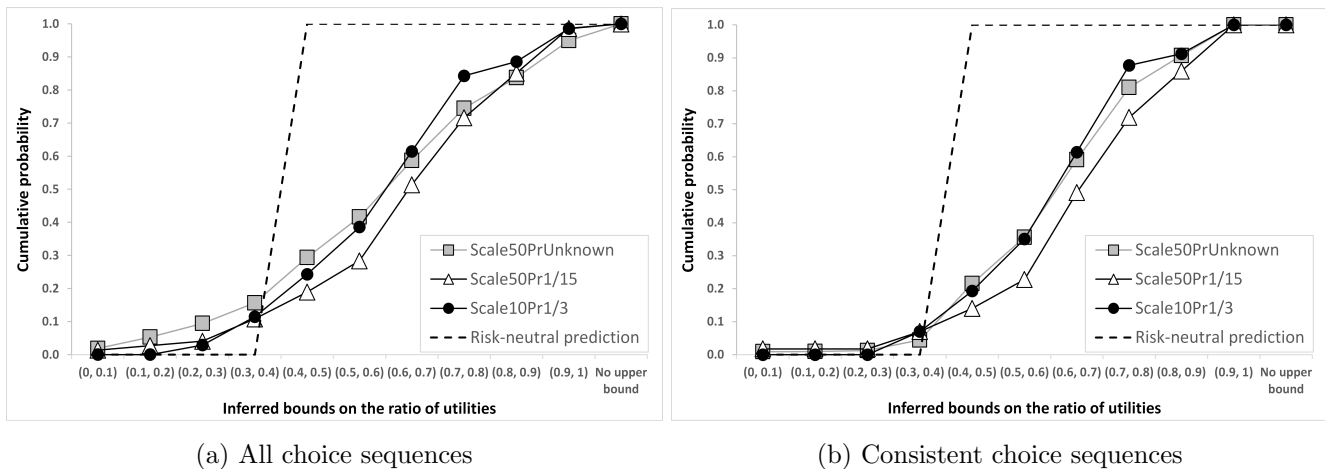 Cumulative probability
1.0
0.9
0.8
0.7
0.6
0.5
0.4
0.3
0.2
0.1
0.0
Scale50PrUnknown
Scale50Pr1/15
Scale10Pr1/3
Risk-neutral prediction
(0, 0.1) (0.1, 0.2) (0.2, 0.3) (0.3, 0.4) (0.4, 0.5) (0.5, 0.6) (0.6, 0.7) (0.7, 0.8) (0.8, 0.9) (0.9, 1) No upper
bound
Inferred bounds on the ratio of utilities
(a) All choice sequences
Cumulative probability
1.0
0.9
0.8
0.7
0.6
0.5
0.4
0.3
0.2
0.1
0.0
Scale50PrUnknown
Scale50Pr1/15
Scale10Pr1/3
Risk-neutral prediction
(0, 0.1) (0.1, 0.2) (0.2, 0.3) (0.3, 0.4) (0.4, 0.5) (0.5, 0.6) (0.6, 0.7) (0.7, 0.8) (0.8, 0.9) (0.9, 1) No upper
bound
Inferred bounds on the ratio of utilities
(b) Consistent choice sequences